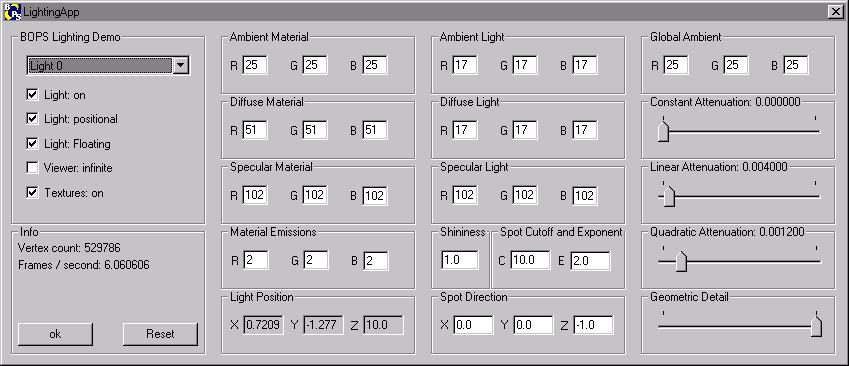 LightingApp
BOPS Lighting Demo
Light 0
Light: on
Light: positional
Light: Floating
Viewer: infinite
Textures: on
Info
Vertex count: 529786
Frames / second: 6.060606
ok Reset
Ambient Material
R 25 G 25 B 25
Diffuse Material
R 51 G 51 B 51
Specular Material
R 102 G 102 B 102
Material Emissions
R 2 G 2 B 2
Light Position
X 0.7209 Y -1.277 Z 10.0
Ambient Light
R 17 G 17 B 17
Diffuse Light
R 17 G 17 B 17
Specular Light
R 102 G 102 B 102
Shininess Spot Cutoff and Exponent
1.0 C 10.0 E 2.0
Spot Direction
X 0.0 Y 0.0 Z -1.0
Global Ambient
R 25 G 25 B 25
Constant Attenuation: 0.000000
Linear Attenuation: 0.004000
Quadratic Attenuation: 0.001200
Geometric Detail